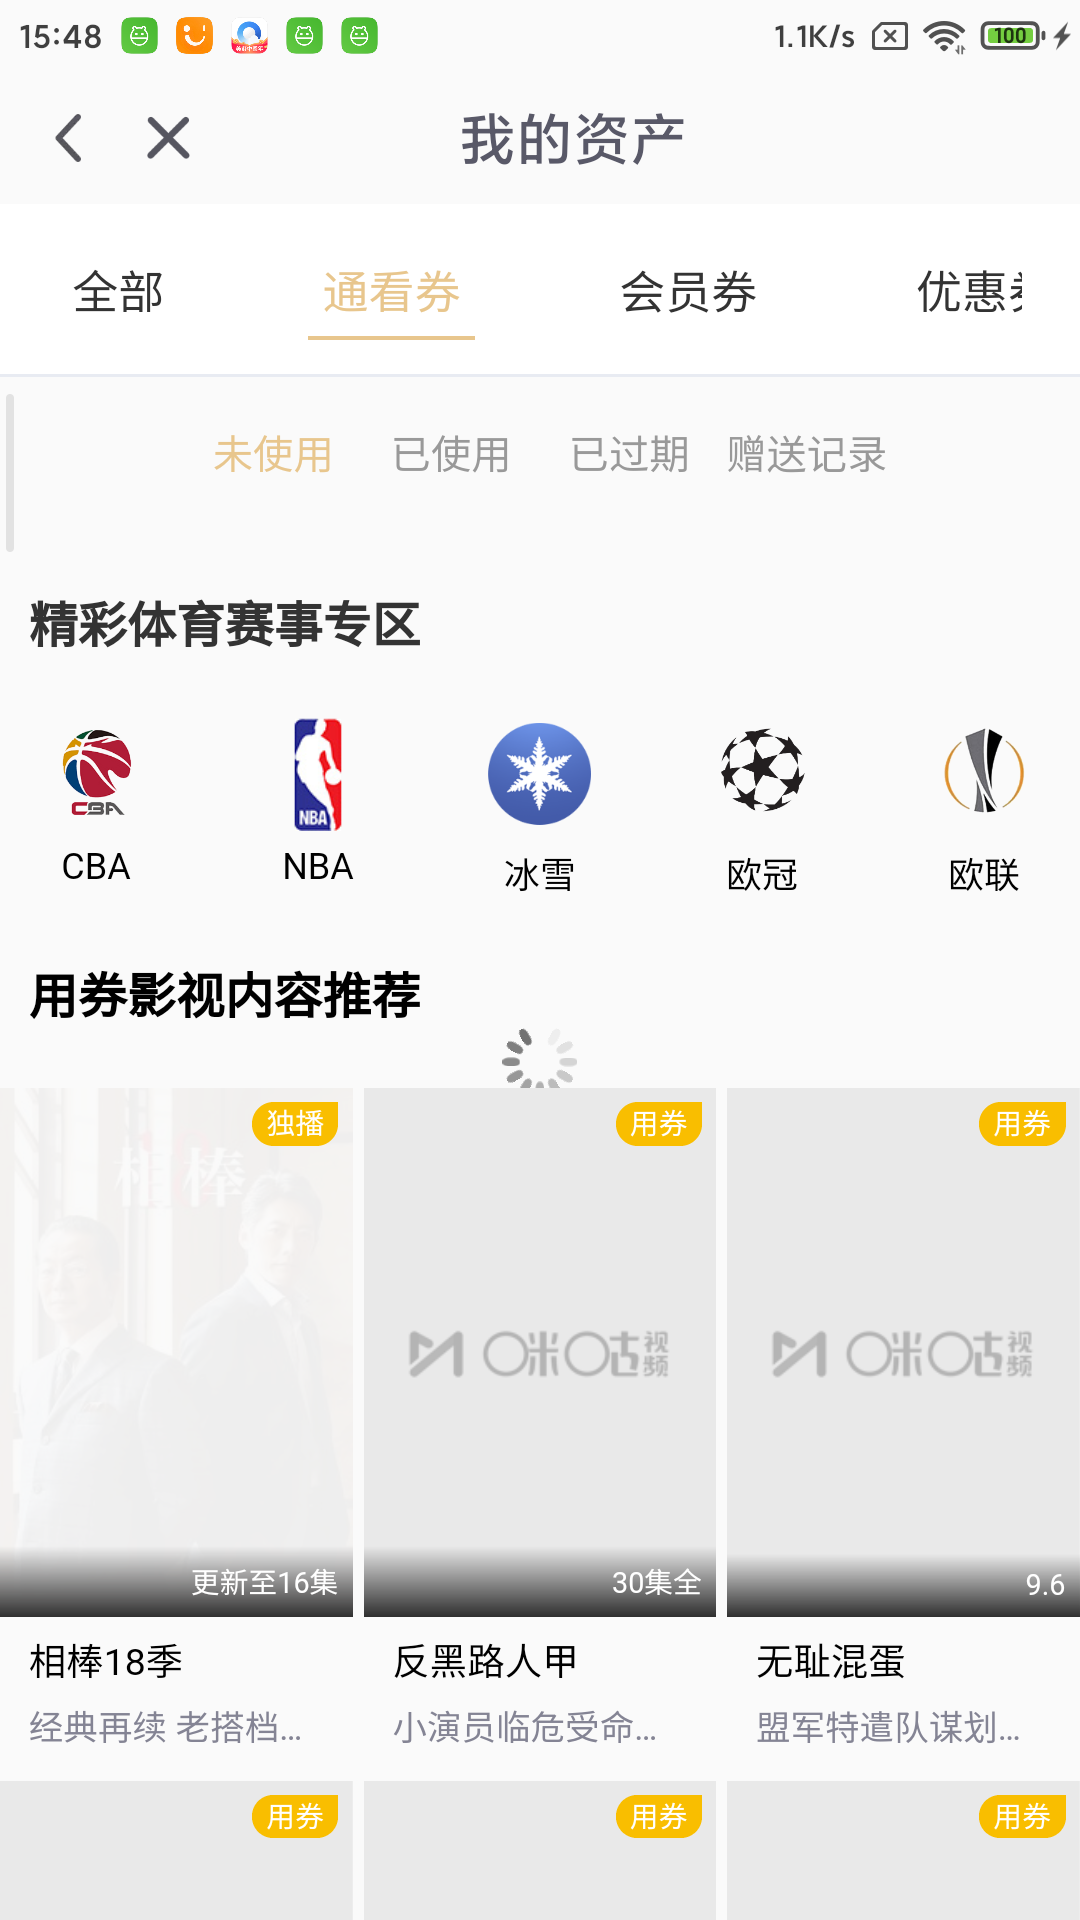 15:48
1.1K/s
100
我的资产
全部
通看券
会员券
优惠券
未使用
已使用
已过期
赠送记录
精彩体育赛事专区
CBA
NBA
CBA
NBA
冰雪
欧冠
欧联
用券影视内容推荐
独播
用券
用券
相棒
咪咕视频
咪咕视频
更新至16集
30集全
9.6
相棒18季
反黑路人甲
无耻混蛋
经典再续 老搭档...
小演员临危受命...
盟军特遣队谋划...
用券
用券
用券